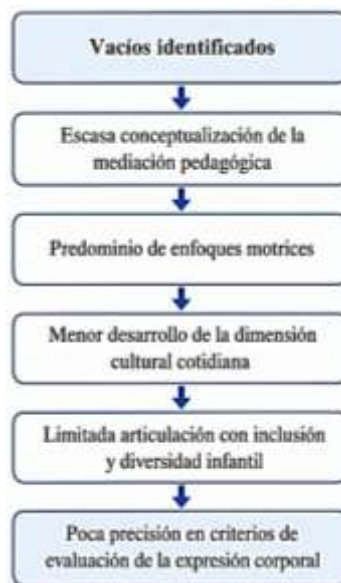 Vacíos identificados
Escasa conceptualización de la
mediación pedagógica
Predominio de enfoques motrices
Menor desarrollo de la dimensión
cultural cotidiana
Limitada articulación con inclusión
y diversidad infantil
Poca precisión en criterios de
evaluación de la expresión corporal